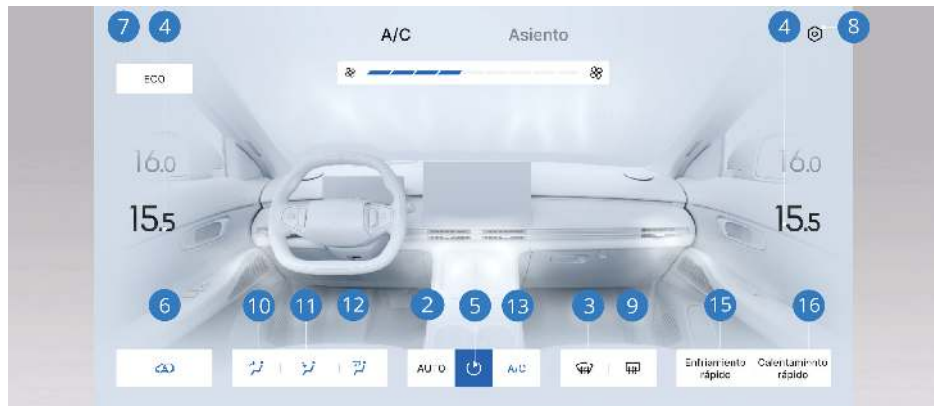 7 4
A/C Asiento
4 8
ECO
16.0 16.0
15.5 15.5
6 10 11 12 2 5 13 3 9 15 16
AUTO A/C
Enfriamiento
rápido
Calentamiento
rápido